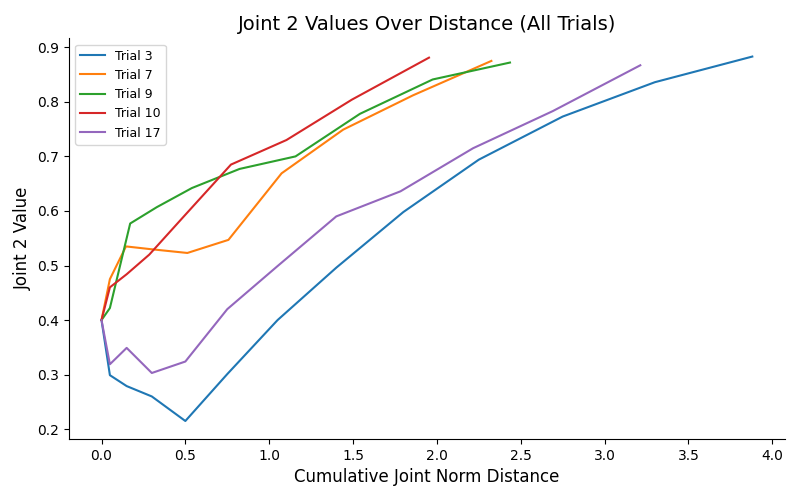 Joint 2 Values Over Distance (All Trials)
Trial 3
Trial 7
Trial 9
Trial 10
Trial 17
Joint 2 Value
0.9
0.8
0.7
0.6
0.5
0.4
0.3
0.2
0.0 0.5 1.0 1.5 2.0 2.5 3.0 3.5 4.0
Cumulative Joint Norm Distance